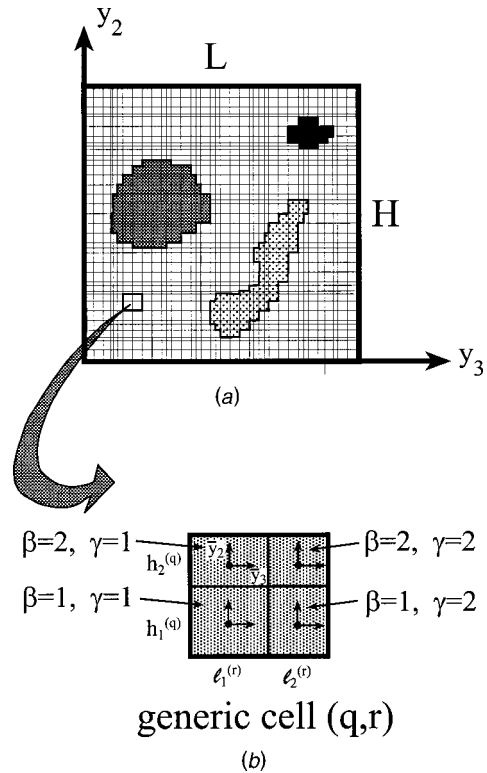 y₂
L
H
y₃
(a)
β=2, γ=1
h₂⁽q⁾
ȳ₂
ȳ₃
β=2, γ=2
β=1, γ=1
h₁⁽q⁾
β=1, γ=2
ℓ₁⁽ʳ⁾ ℓ₂⁽ʳ⁾
generic cell (q,r)
(b)